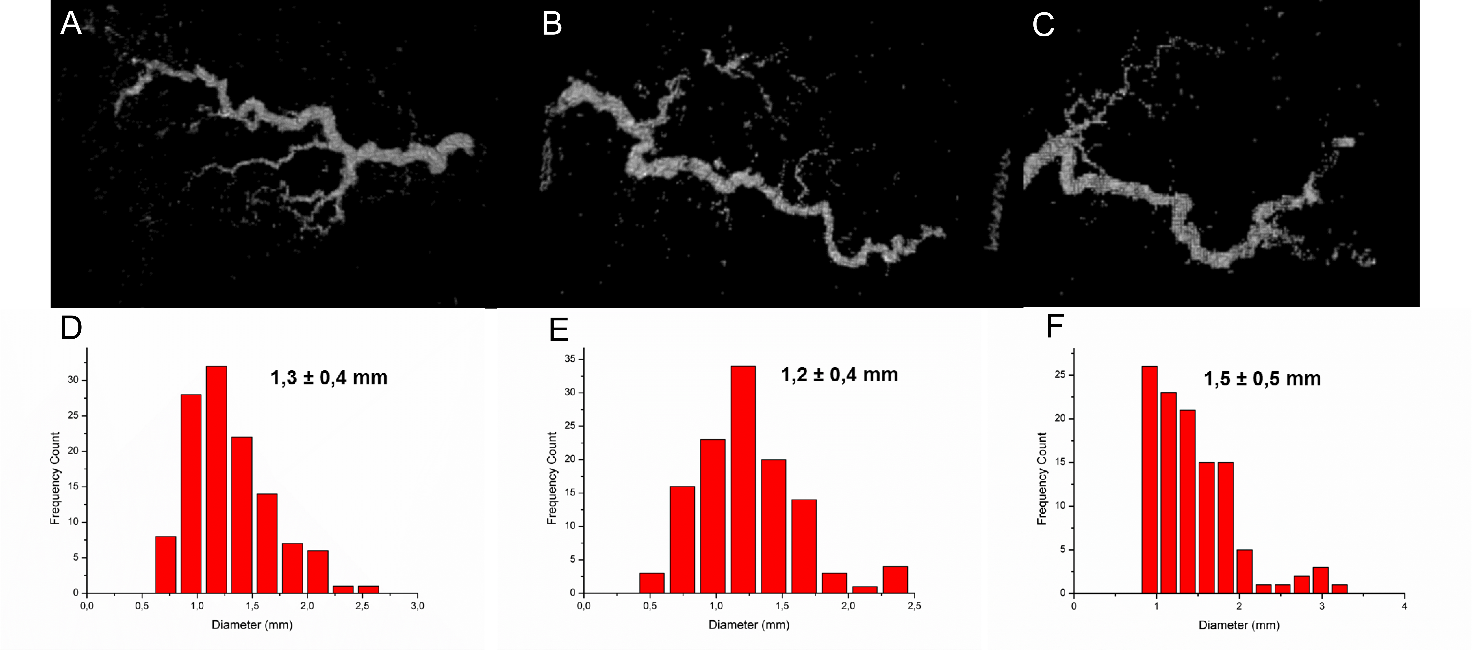 A
B
C
D
1,3 ± 0,4 mm
Frequency Count
30
25
20
15
10
5
0
0,0 0,5 1,0 1,5 2,0 2,5 3,0
Diameter (mm)
E
1,2 ± 0,4 mm
Frequency Count
35
30
25
20
15
10
5
0
0,0 0,5 1,0 1,5 2,0 2,5
Diameter (mm)
F
1,5 ± 0,5 mm
Frequency Count
25
20
15
10
5
0
0 1 2 3 4
Diameter (mm)